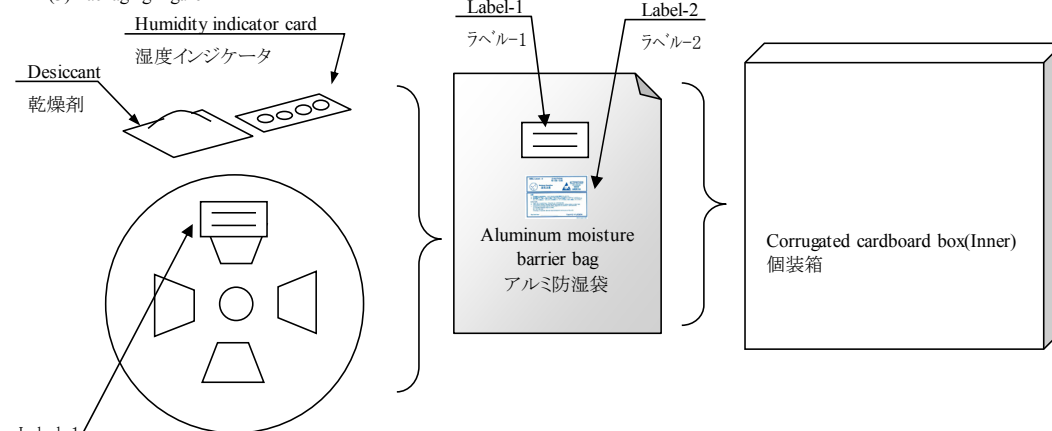 Humidity indicator card
湿度インジケータ
Desiccant
乾燥剤
Label-1
ラベル-1
Label-2
ラベル-2
Aluminum moisture
barrier bag
アルミ防湿袋
Corrugated cardboard box(Inner)
個装箱
Label-1